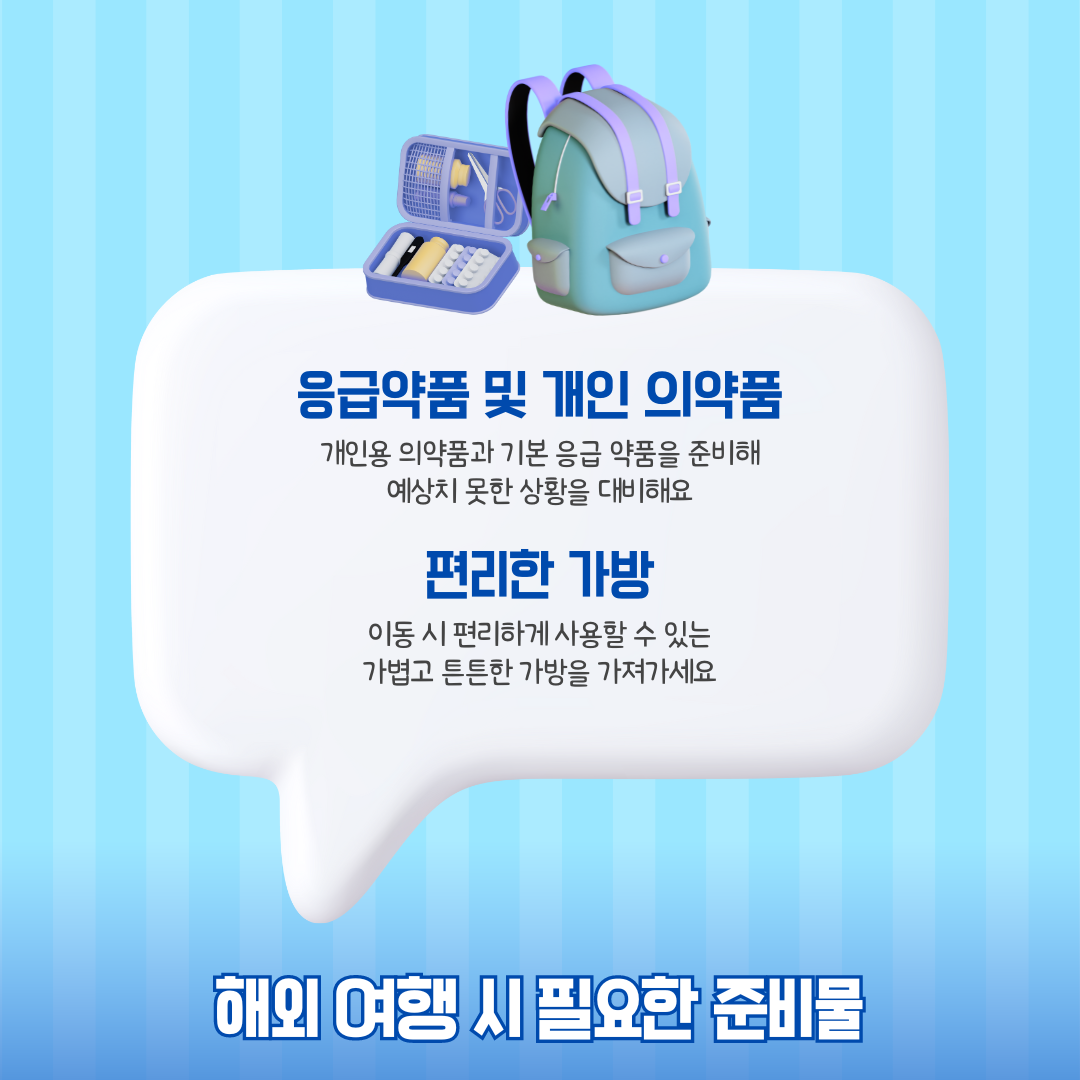 응급약품 및 개인 의약품
개인용 의약품과 기본 응급 약품을 준비해
예상치 못한 상황을 대비해요
편리한 가방
이동 시 편리하게 사용할 수 있는
가볍고 튼튼한 가방을 가져가세요
해외 여행 시 필요한 준비물